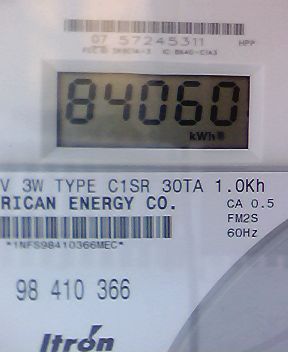 07 57245311 HPP
84060
kWh
V 3W TYPE C1SR 30TA 1.0Kh
RICAN ENERGY CO. CA 0.5
FM2S
*1NFS98410366MEC* 60Hz
98 410 366
Itron